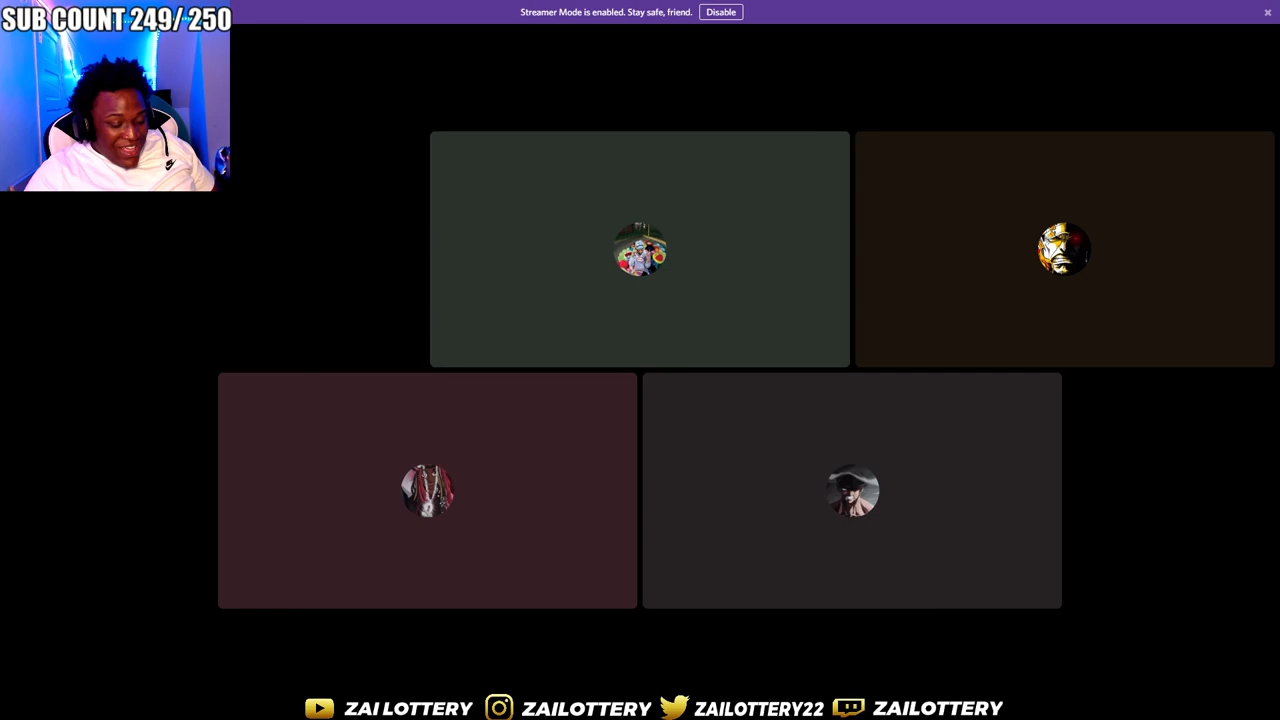 SUB COUNT 249/ 250
Streamer Mode is enabled. Stay safe, friend. Disable
ZAI LOTTERY ZAILOTTERY ZAILOTTERY22 ZAILOTTERY